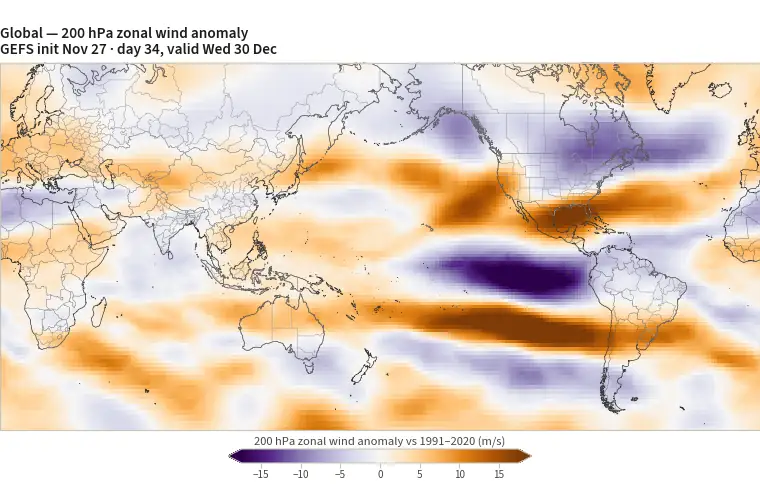 Global — 200 hPa zonal wind anomaly
GEFS init Nov 27 · day 34, valid Wed 30 Dec
200 hPa zonal wind anomaly vs 1991–2020 (m/s)
−15 −10 −5 0 5 10 15